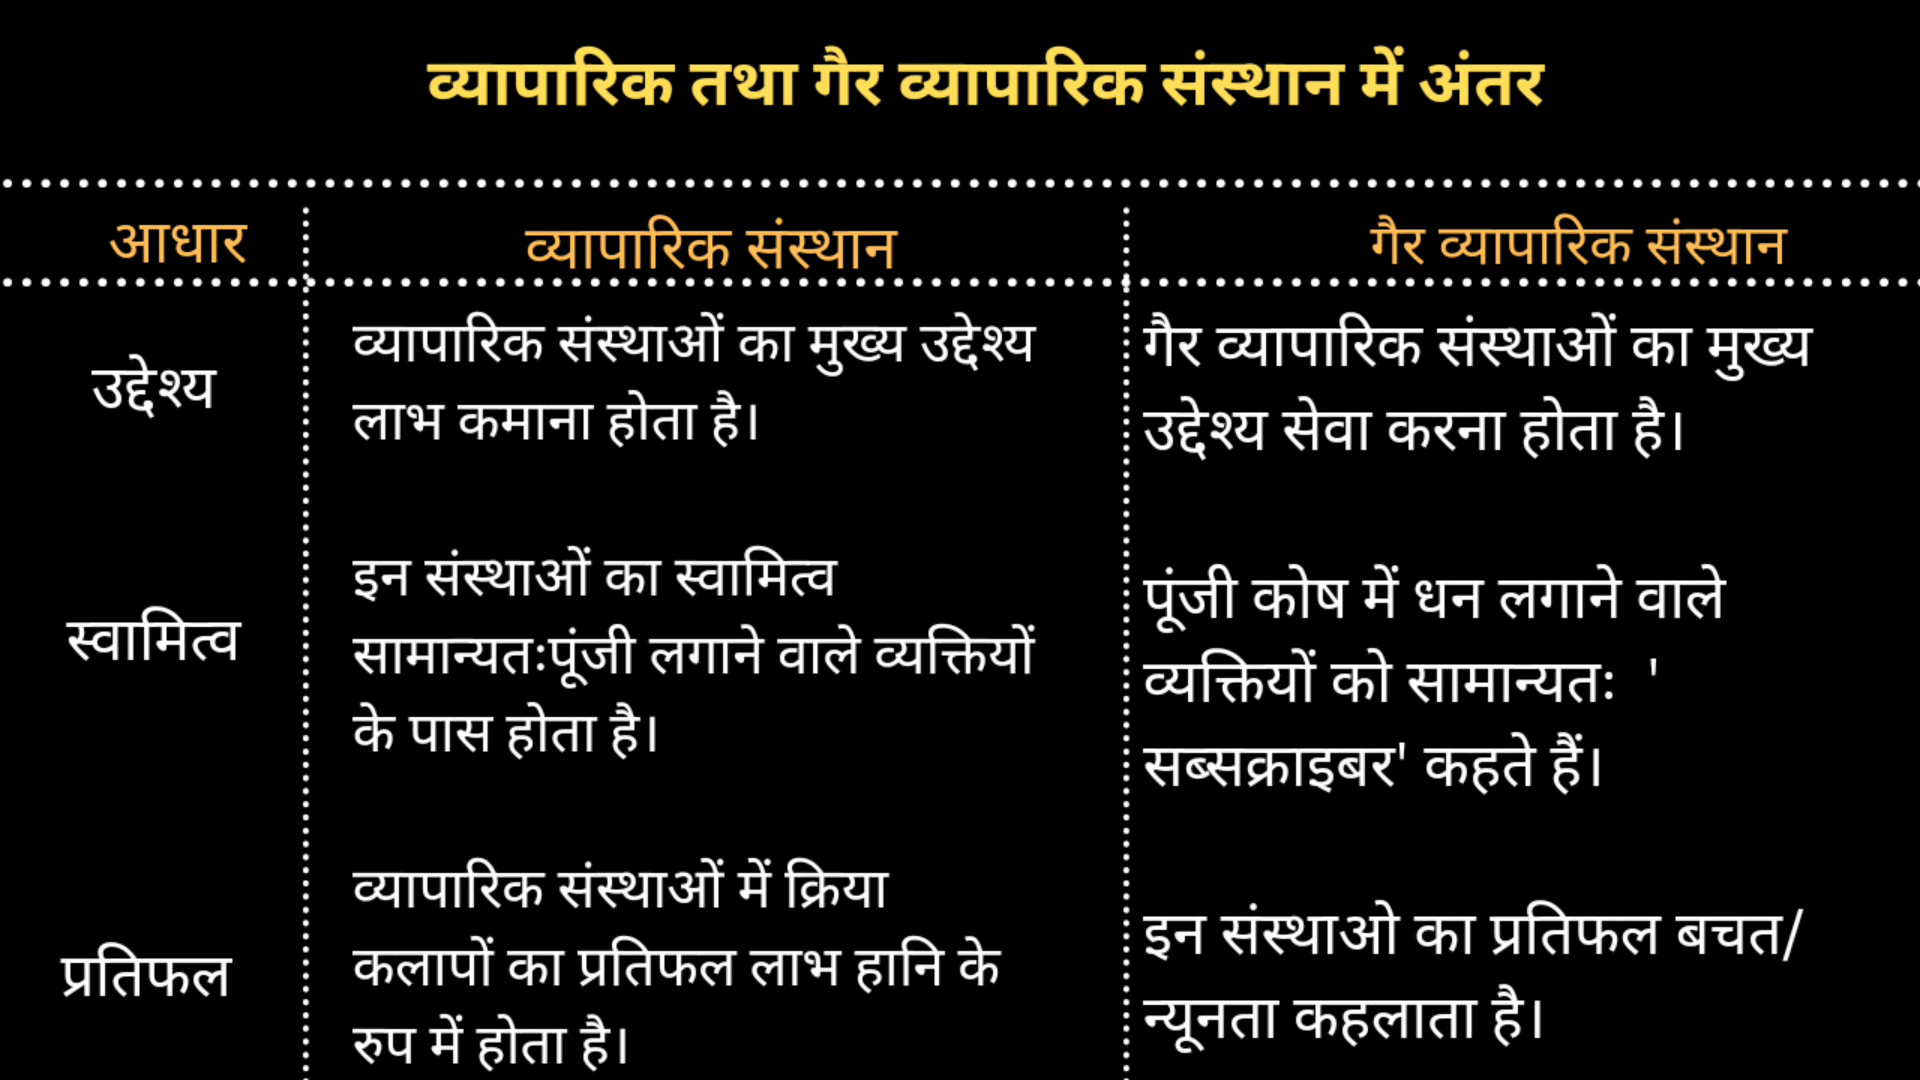 व्यापारिक तथा गैर व्यापारिक संस्थान में अंतर
आधार
व्यापारिक संस्थान
गैर व्यापारिक संस्थान
उद्देश्य
व्यापारिक संस्थाओं का मुख्य उद्देश्य
लाभ कमाना होता है।
गैर व्यापारिक संस्थाओं का मुख्य
उद्देश्य सेवा करना होता है।
स्वामित्व
इन संस्थाओं का स्वामित्व
सामान्यतःपूंजी लगाने वाले व्यक्तियों
के पास होता है।
पूंजी कोष में धन लगाने वाले
व्यक्तियों को सामान्यतः '
सब्सक्राइबर' कहते हैं।
प्रतिफल
व्यापारिक संस्थाओं में क्रिया
कलापों का प्रतिफल लाभ हानि के
रुप में होता है।
इन संस्थाओ का प्रतिफल बचत/
न्यूनता कहलाता है।